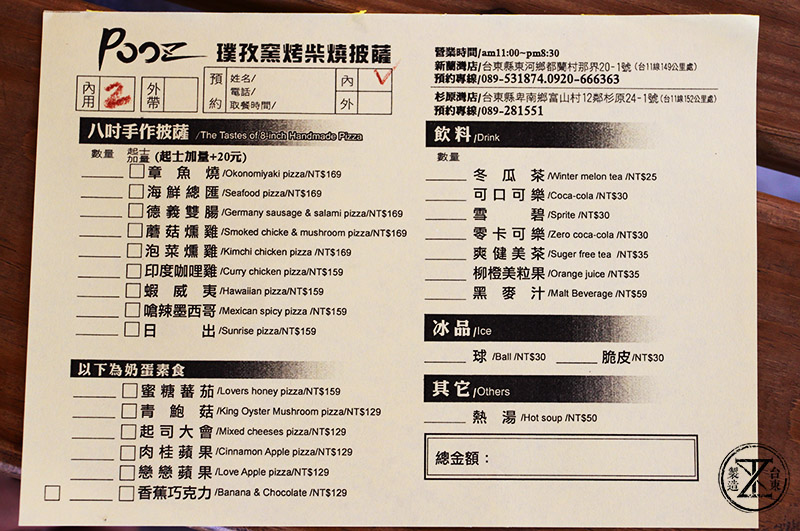 Pooz 璞孜窯烤柴燒披薩
內用 2 外帶 預約 姓名/ 電話/ 取餐時間/ 內 ✓ 外
營業時間/am11:00~pm8:30
新蘭灣店/台東縣東河鄉都蘭村那界20-1號(台11線149公里處)
預約專線/089-531874.0920-666363
杉原灣店/台東縣卑南鄉富山村12鄰杉原24-1號(台11線152公里處)
預約專線/089-281551
八吋手作披薩/The Tastes of 8-inch Handmade Pizza
數量 起士加量 (起士加量+20元)
章魚燒/Okonomiyaki pizza/NT$169
海鮮總匯/Seafood pizza/NT$169
德義雙腸/Germany sausage & salami pizza/NT$169
蘑菇燻雞/Smoked chicke & mushroom pizza/NT$169
泡菜燻雞/Kimchi chicken pizza/NT$169
印度咖哩雞/Curry chicken pizza/NT$159
蝦威夷/Hawaiian pizza/NT$159
嗆辣墨西哥/Mexican spicy pizza/NT$159
日出/Sunrise pizza/NT$159
以下為奶蛋素食
蜜糖蕃茄/Lovers honey pizza/NT$159
青鮑菇/King Oyster Mushroom pizza/NT$129
起司大會/Mixed cheeses pizza/NT$129
肉桂蘋果/Cinnamon Apple pizza/NT$129
戀戀蘋果/Love Apple pizza/NT$129
香蕉巧克力/Banana & Chocolate/NT$129
飲料/Drink
數量
冬瓜茶/Winter melon tea/NT$25
可口可樂/Coca-cola/NT$30
雪碧/Sprite/NT$30
零卡可樂/Zero coca-cola/NT$30
爽健美茶/Suger free tea/NT$35
柳橙美粒果/Orange juice/NT$35
黑麥汁/Malt Beverage/NT$59
冰品/Ice
球/Ball/NT$30 脆皮/NT$30
其它/Others
熱湯/Hot soup/NT$50
總金額：
台東製造